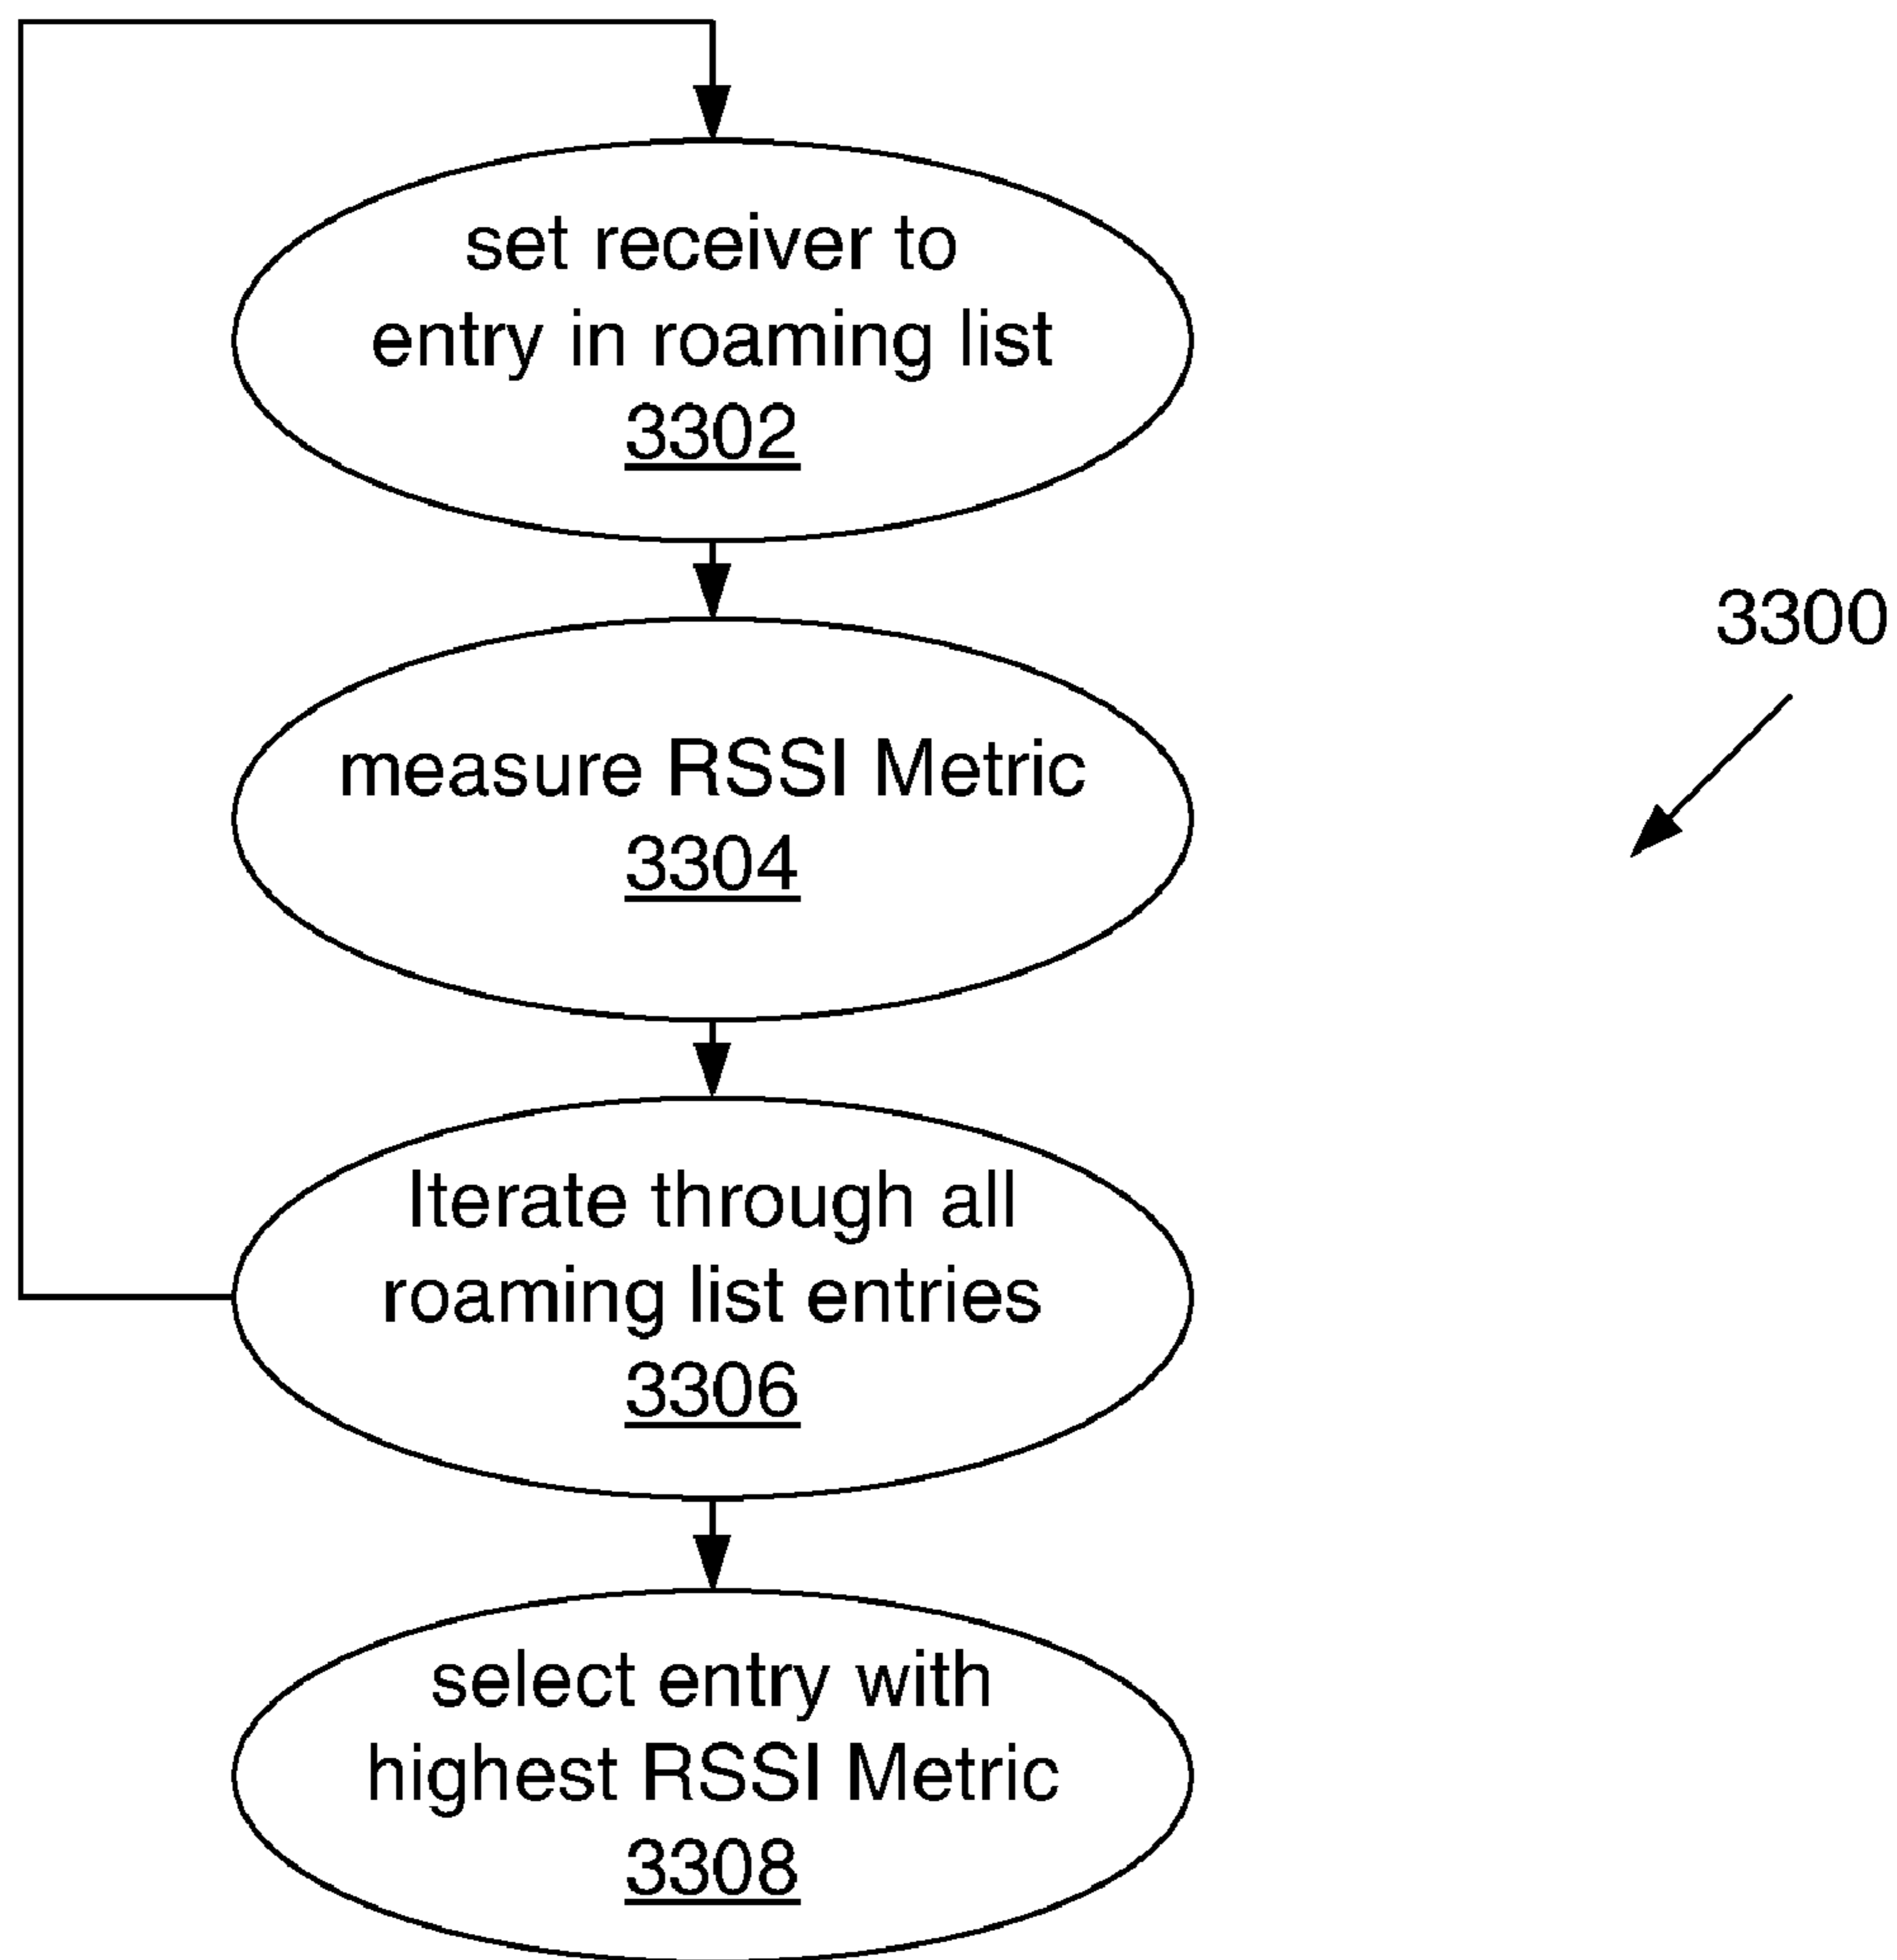 set receiver to
entry in roaming list
3302
measure RSSI Metric
3304
3300
Iterate through all
roaming list entries
3306
select entry with
highest RSSI Metric
3308